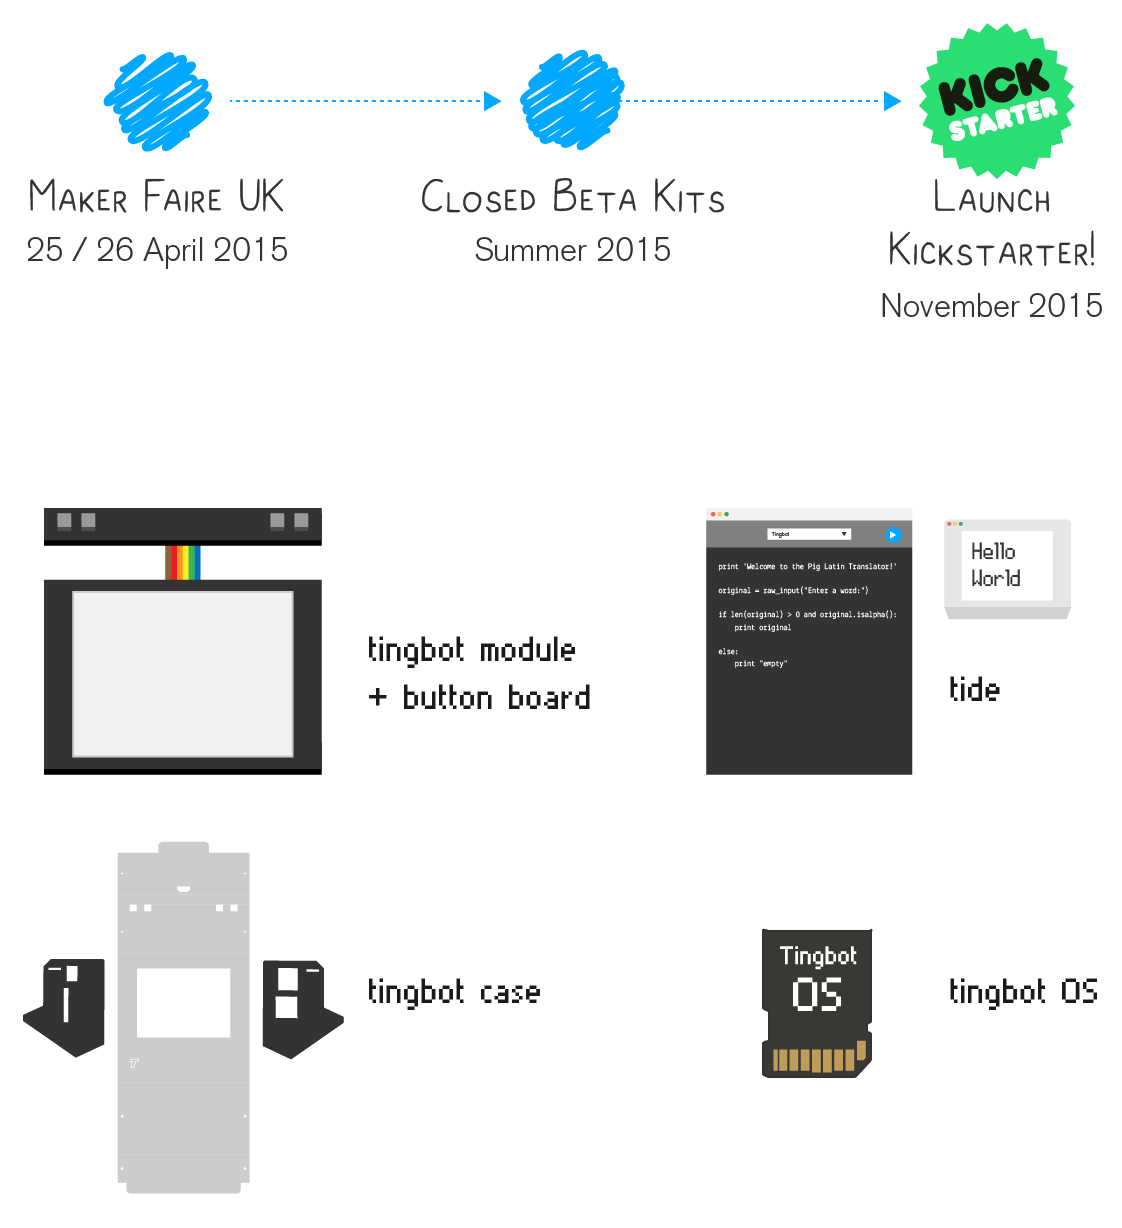 KICK
STARTER
Maker Faire UK
25 / 26 April 2015
Closed Beta Kits
Summer 2015
Launch
Kickstarter!
November 2015
tingbot module
+ button board
Tingbot
print 'Welcome to the Pig Latin Translator!'
original = raw_input("Enter a word:")
if len(original) > 0 and original.isalpha():
print original
else:
print "empty"
Hello
World
tide
T
tingbot case
Tingbot
OS
tingbot OS